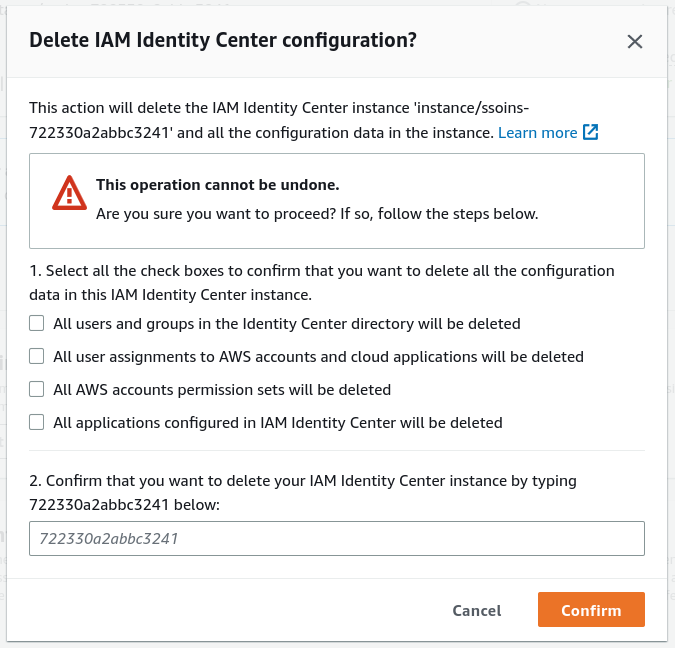 Delete IAM Identity Center configuration?
This action will delete the IAM Identity Center instance 'instance/ssoins-
722330a2abbc3241' and all the configuration data in the instance. Learn more
This operation cannot be undone.
Are you sure you want to proceed? If so, follow the steps below.
1. Select all the check boxes to confirm that you want to delete all the configuration
data in this IAM Identity Center instance.
All users and groups in the Identity Center directory will be deleted
All user assignments to AWS accounts and cloud applications will be deleted
All AWS accounts permission sets will be deleted
All applications configured in IAM Identity Center will be deleted
2. Confirm that you want to delete your IAM Identity Center instance by typing
722330a2abbc3241 below:
722330a2abbc3241
Cancel Confirm